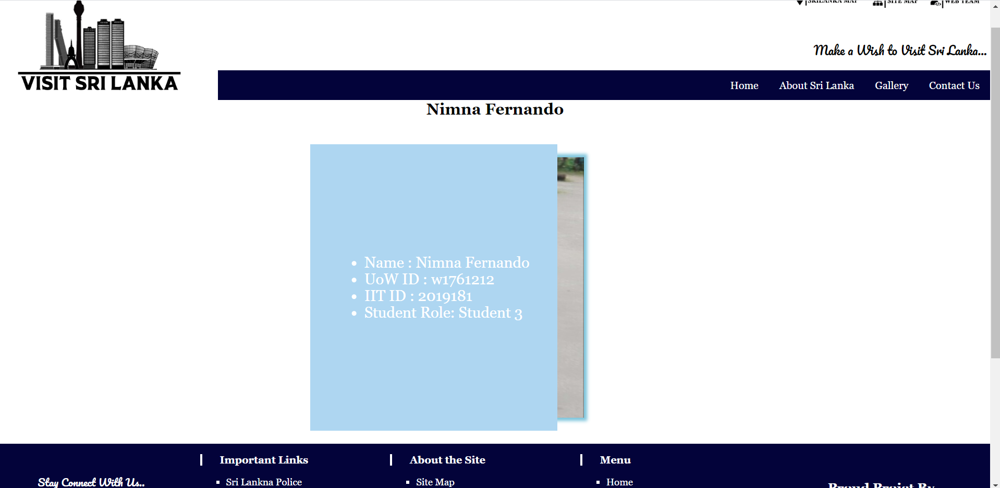 SRILANKA MAP
SITE MAP
WEB TEAM
VISIT SRI LANKA
Make a Wish to Visit Sri Lanka...
Home
About Sri Lanka
Gallery
Contact Us
Nimna Fernando
Name : Nimna Fernando
UoW ID : w1761212
IIT ID : 2019181
Student Role: Student 3
Stay Connect With Us..
Important Links
Sri Lankna Police
About the Site
Site Map
Menu
Home
Proud Project By